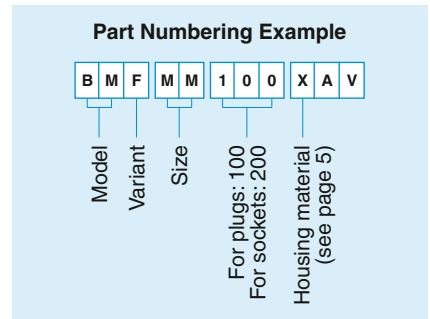 Part Numbering Example
B M F M M 1 0 0 X A V
Model
Variant
Size
For plugs: 100
For sockets: 200
Housing material
(see page 5)